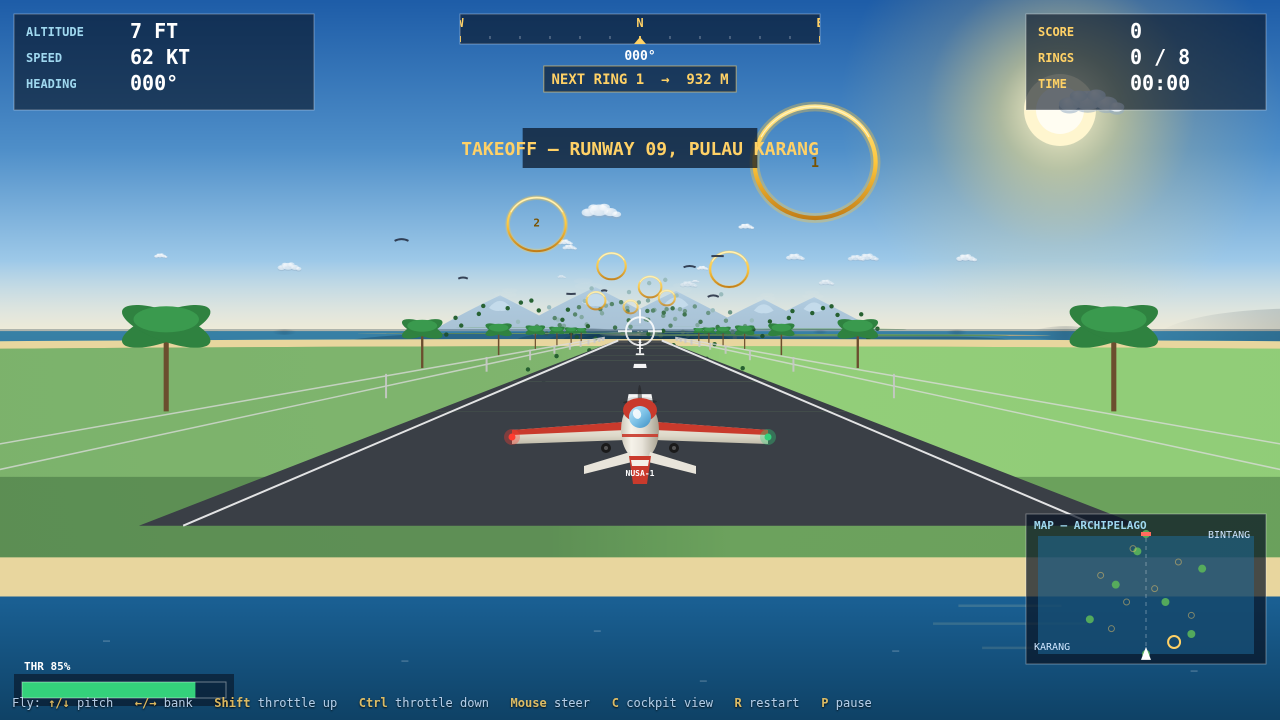 ALTITUDE 7 FT
SPEED 62 KT
HEADING 000°
W N E
000°
NEXT RING 1 → 932 M
SCORE 0
RINGS 0 / 8
TIME 00:00
TAKEOFF — RUNWAY 09, PULAU KARANG
1
2
NUSA-1
MAP — ARCHIPELAGO
BINTANG
KARANG
THR 85%
Fly: ↑/↓ pitch ←/→ bank Shift throttle up Ctrl throttle down Mouse steer C cockpit view R restart P pause